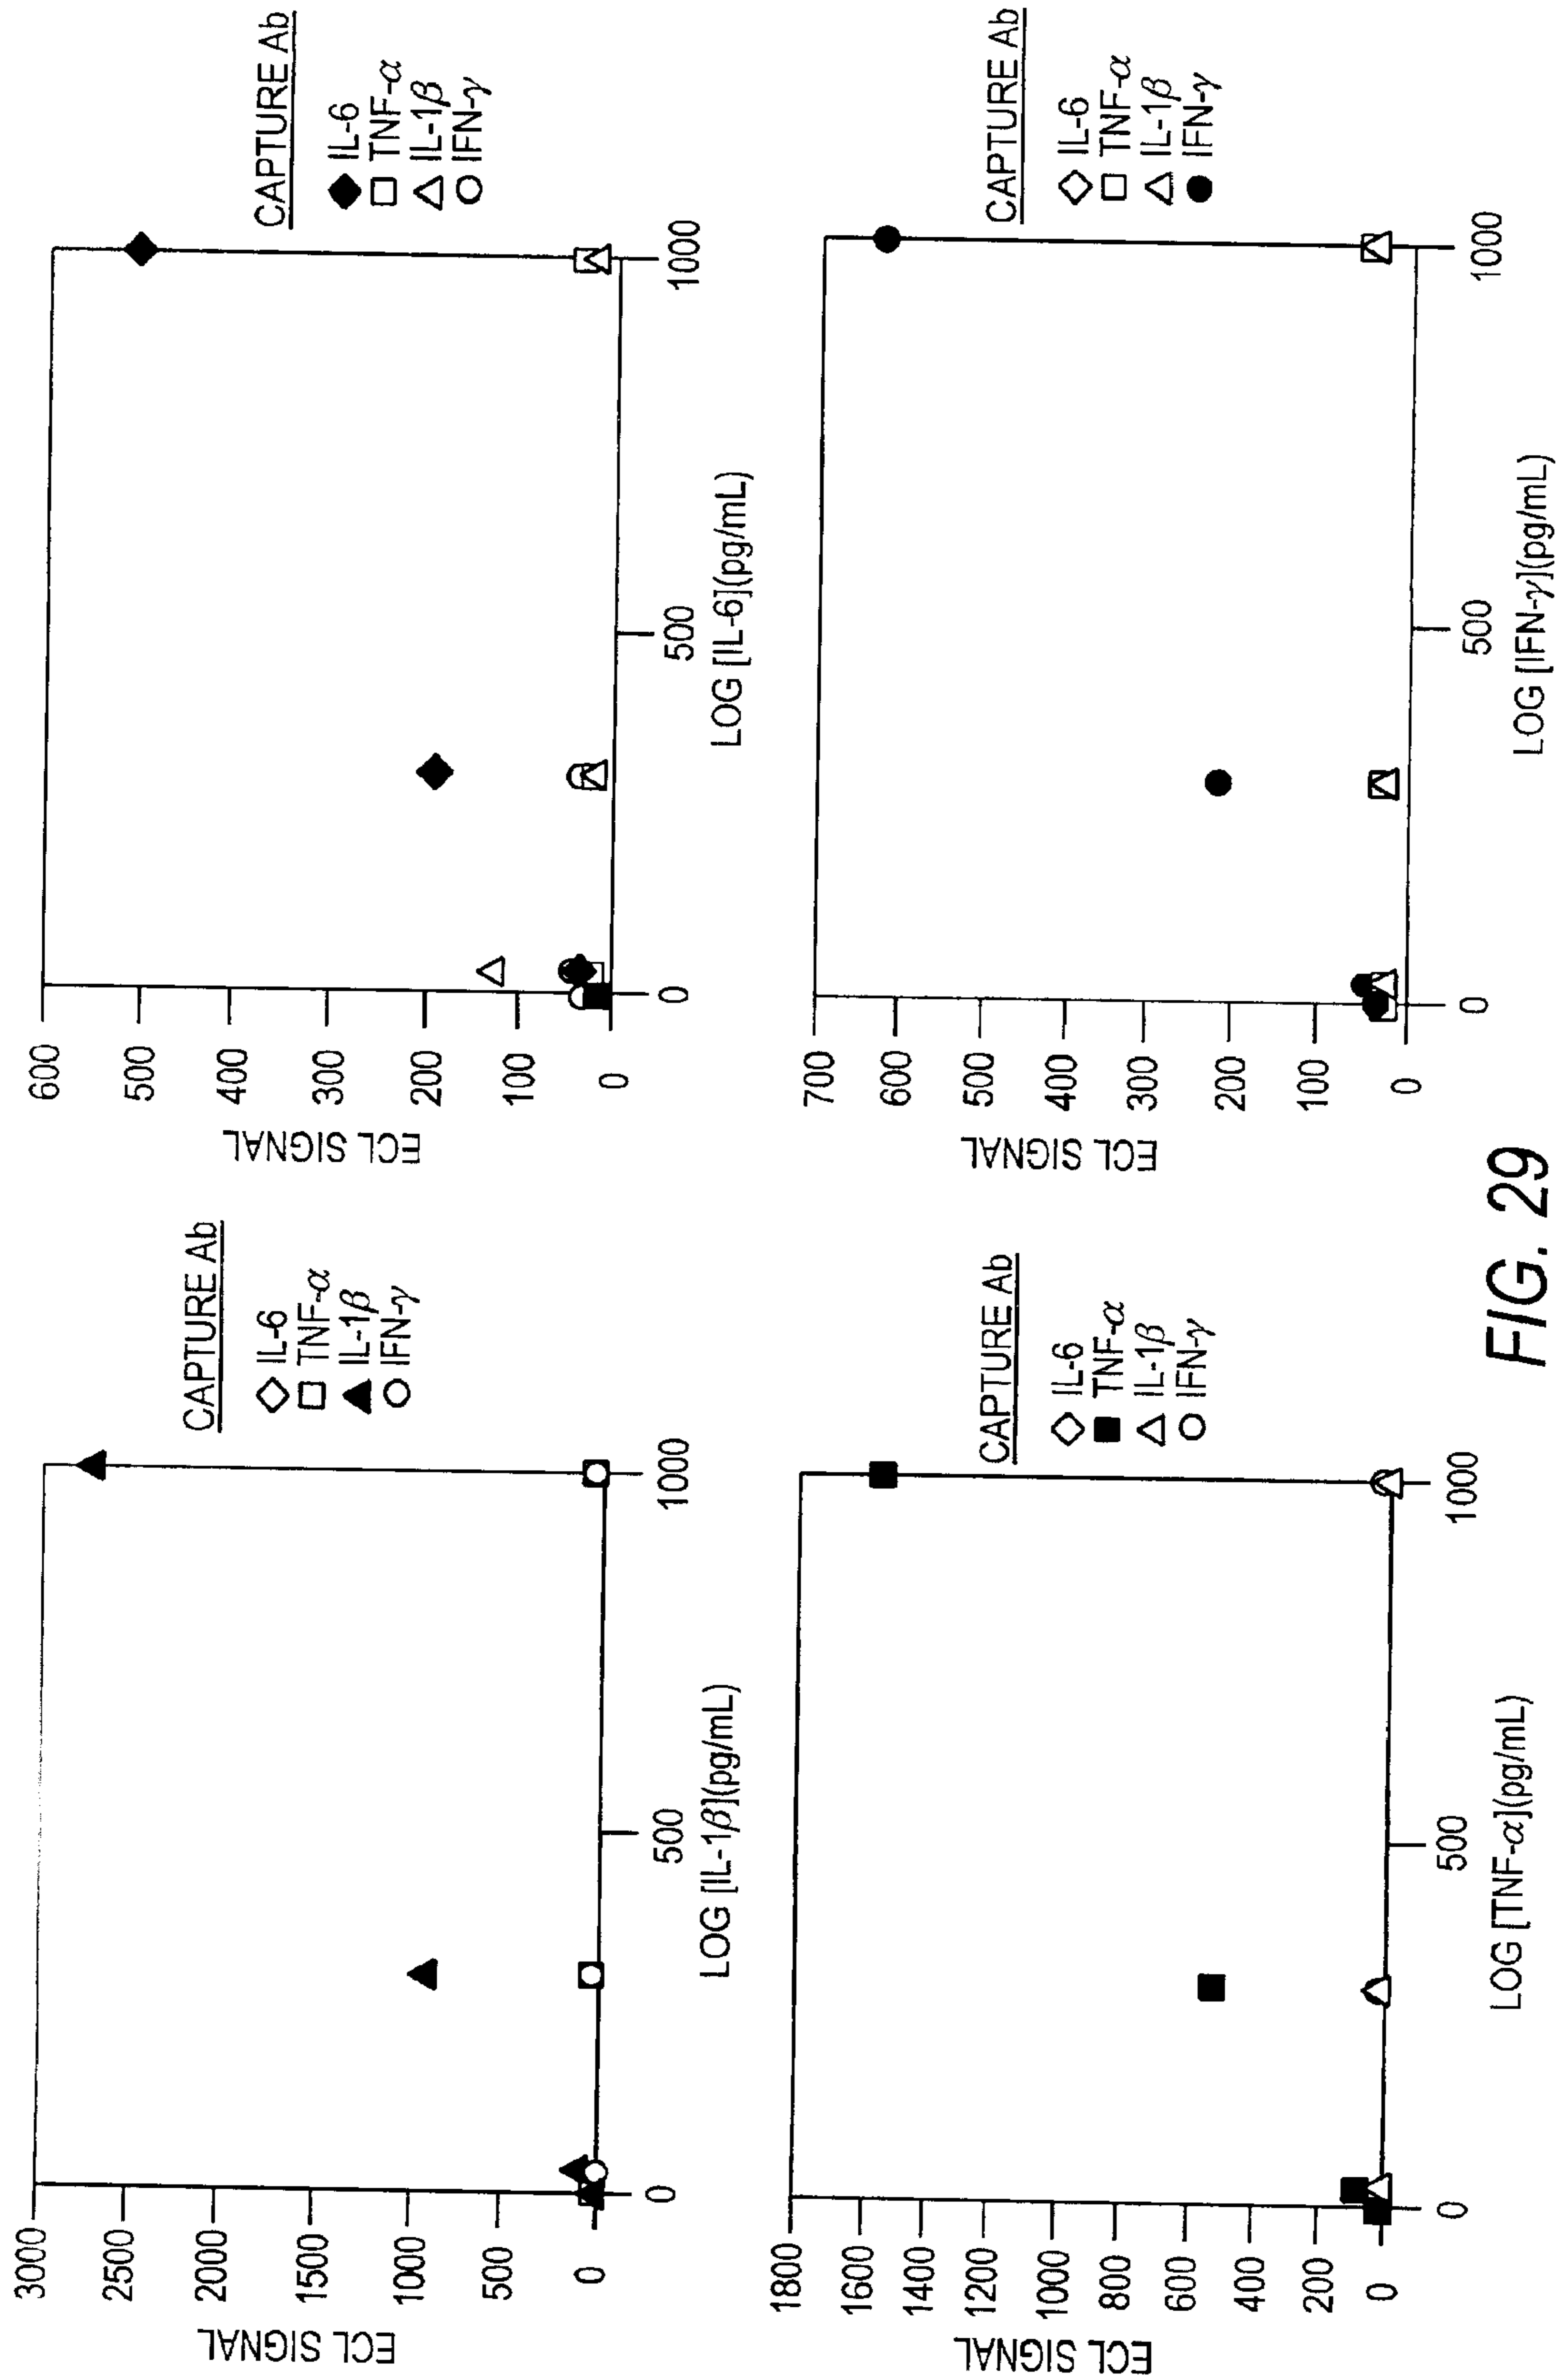 3000
2500
2000
1500
1000
500
0
ECL SIGNAL
0
500
1000
LOG [IL-1β](pg/mL)
CAPTURE Ab
◇ IL-6
□ TNF-α
▲ IL-1β
○ IFN-γ
600
500
400
300
200
100
0
ECL SIGNAL
0
500
1000
LOG [IL-6](pg/mL)
CAPTURE Ab
◆ IL-6
□ TNF-α
△ IL-1β
○ IFN-γ
1800
1600
1400
1200
1000
800
600
400
200
0
ECL SIGNAL
0
500
1000
LOG [TNF-α](pg/mL)
CAPTURE Ab
◇ IL-6
■ TNF-α
△ IL-1β
○ IFN-γ
700
600
500
400
300
200
100
0
ECL SIGNAL
0
500
1000
LOG [IFN-γ](pg/mL)
CAPTURE Ab
◇ IL-6
□ TNF-α
△ IL-1β
● IFN-γ
FIG. 29